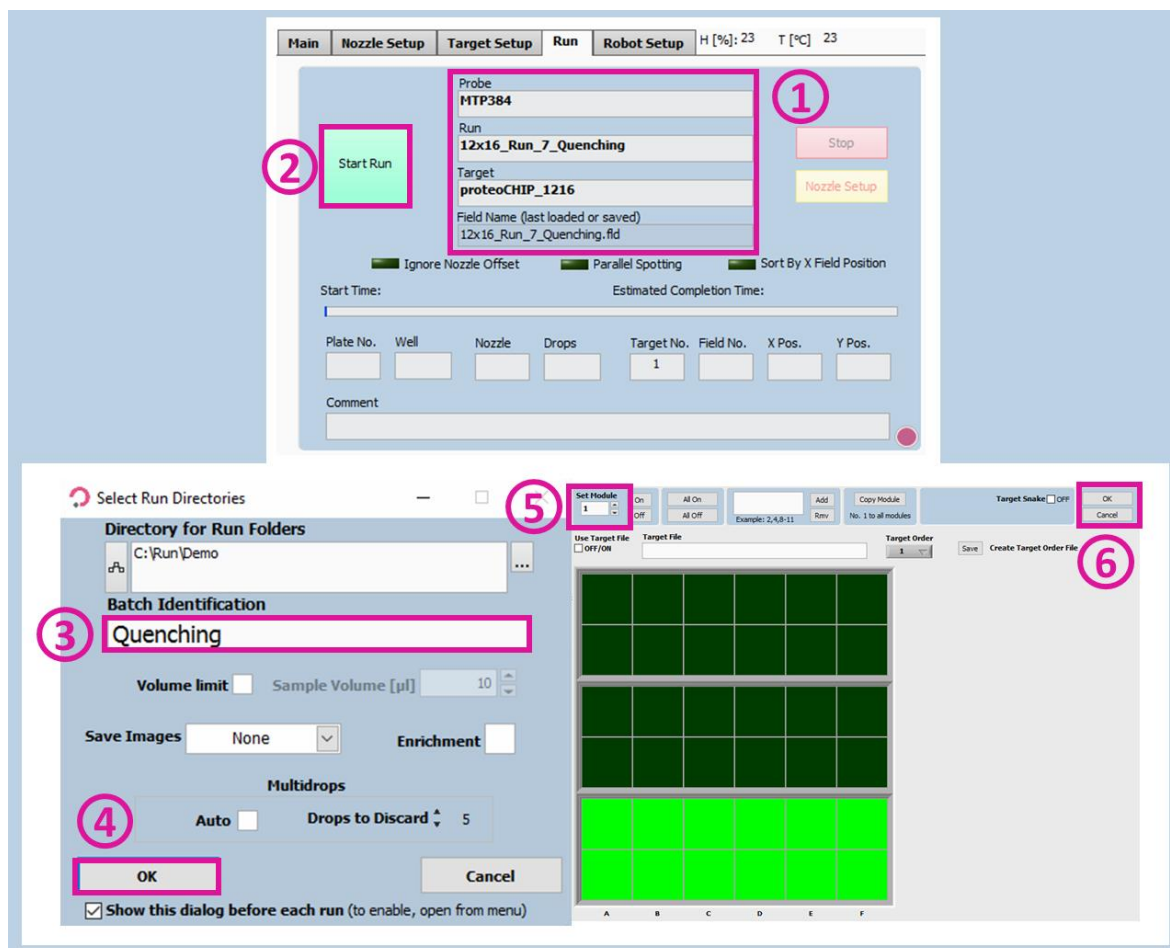 Main Nozzle Setup Target Setup Run Robot Setup H [%]: 23 T [ºC] 23
1
Probe
MTP384
Run
12x16_Run_7_Quenching
Target
proteoCHIP_1216
Field Name (last loaded or saved)
12x16_Run_7_Quenching.fld
2
Start Run
Stop
Nozzle Setup
Ignore Nozzle Offset Parallel Spotting Sort By X Field Position
Start Time: Estimated Completion Time:
Plate No. Well Nozzle Drops Target No. Field No. X Pos. Y Pos.
1
Comment
Select Run Directories
Directory for Run Folders
C:\Run\Demo
...
Batch Identification
3
Quenching
Volume limit Sample Volume [µl] 10
Save Images None Enrichment
Multidrops
4
Auto Drops to Discard 5
OK Cancel
Show this dialog before each run (to enable, open from menu)
5
Set Module
1
On
Off
All On
All Off
Example: 2,4,8-11
Add
Rmv
Copy Module
No. 1 to all modules
Target Snake OFF
OK
Cancel
6
Use Target File
OFF/ON
Target File
Target Order
1
Save Create Target Order File
A B C D E F